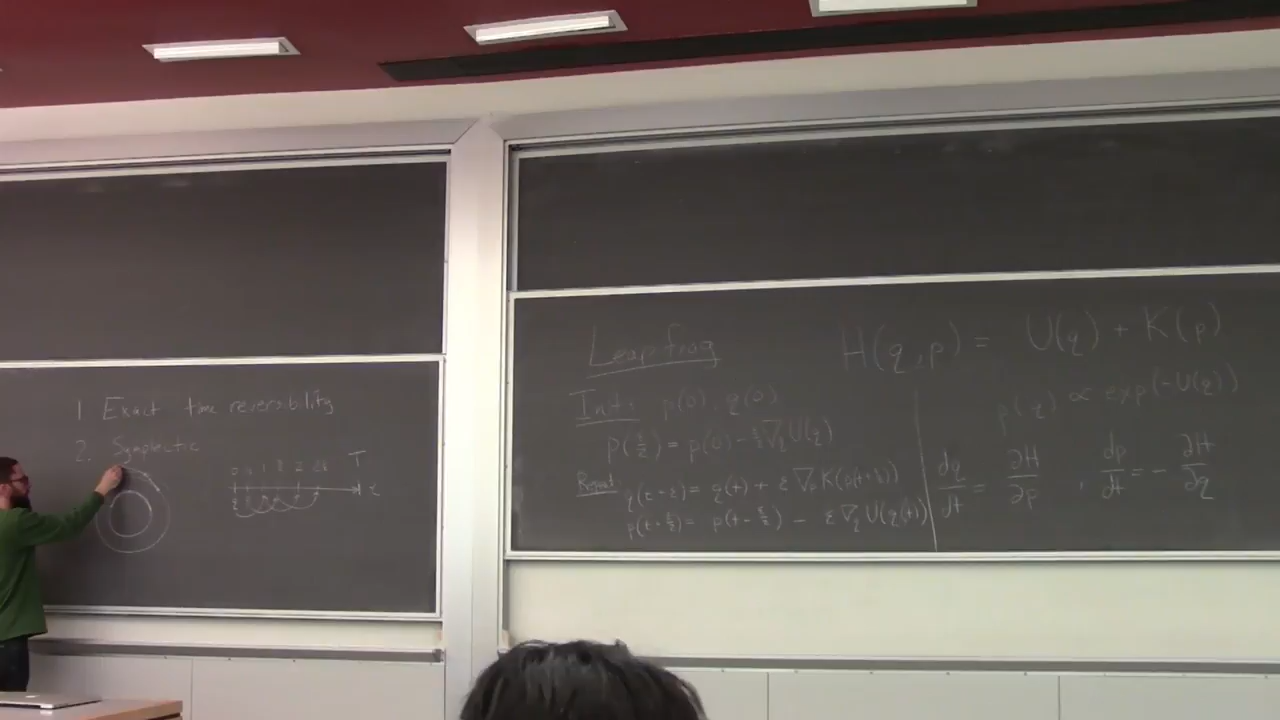 1 Exact time reversibility
2. Symplectic
T
t
Leapfrog
H(q,p) = U(q) + K(p)
Init: p(0), q(0)
p(q) ∝ exp(-U(q))
p(ε/2) = p(0) - ε/2 ∇q U(q)
Repeat: q(t+ε) = q(t) + ε ∇p K(p(t+ε/2))
p(t+ε/2) = p(t-ε/2) - ε ∇q U(q(t))
dq/dt = ∂H/∂p , dp/dt = - ∂H/∂q